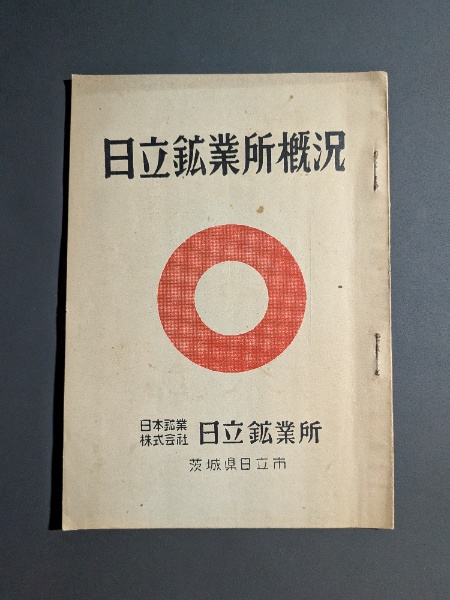 日立鉱業所概況
日本鉱業
株式会社
日立鉱業所
茨城県日立市